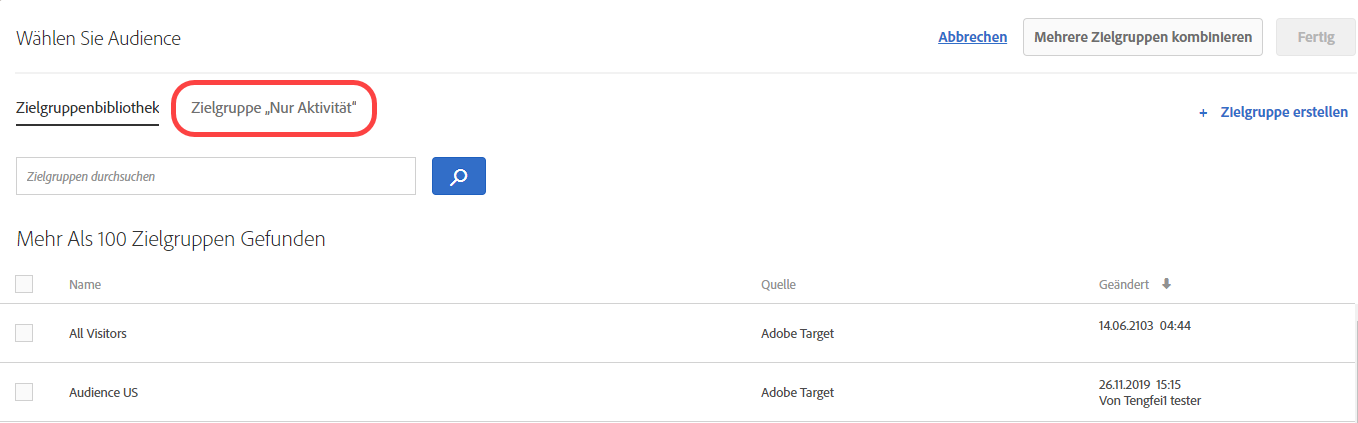 Wählen Sie Audience
Abbrechen
Mehrere Zielgruppen kombinieren
Fertig
Zielgruppenbibliothek
Zielgruppe „Nur Aktivität“
+ Zielgruppe erstellen
Zielgruppen durchsuchen
Mehr Als 100 Zielgruppen Gefunden
Name
Quelle
Geändert
All Visitors
Adobe Target
14.06.2103 04:44
Audience US
Adobe Target
26.11.2019 15:15
Von Tengfei1 tester